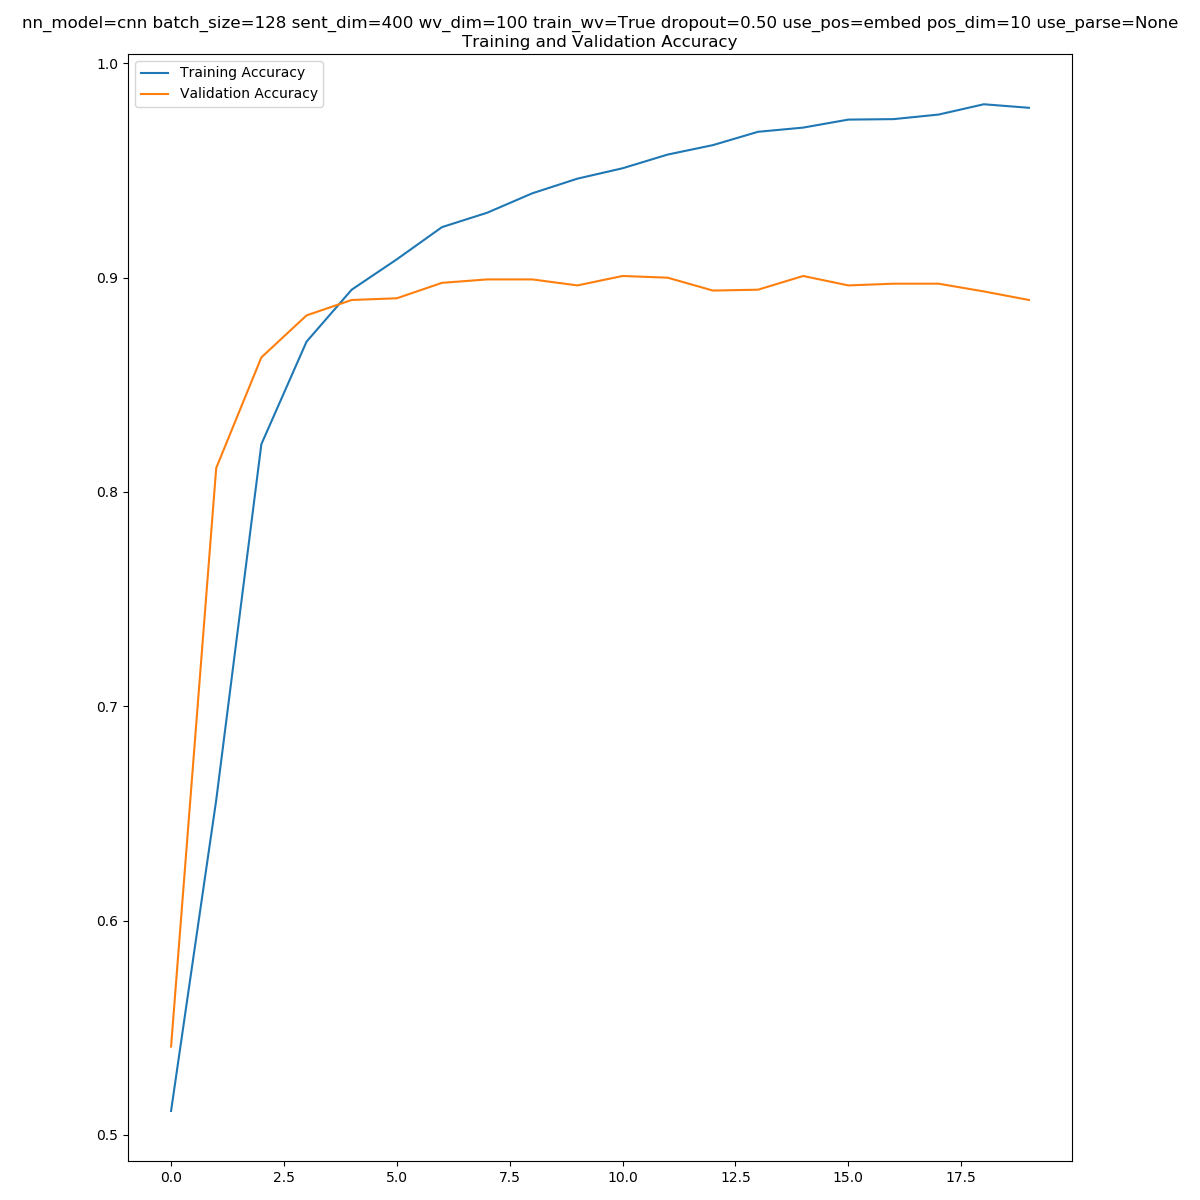 nn_model=cnn batch_size=128 sent_dim=400 wv_dim=100 train_wv=True dropout=0.50 use_pos=embed pos_dim=10 use_parse=None
Training and Validation Accuracy
Training Accuracy
Validation Accuracy
1.0
0.9
0.8
0.7
0.6
0.5
0.0 2.5 5.0 7.5 10.0 12.5 15.0 17.5